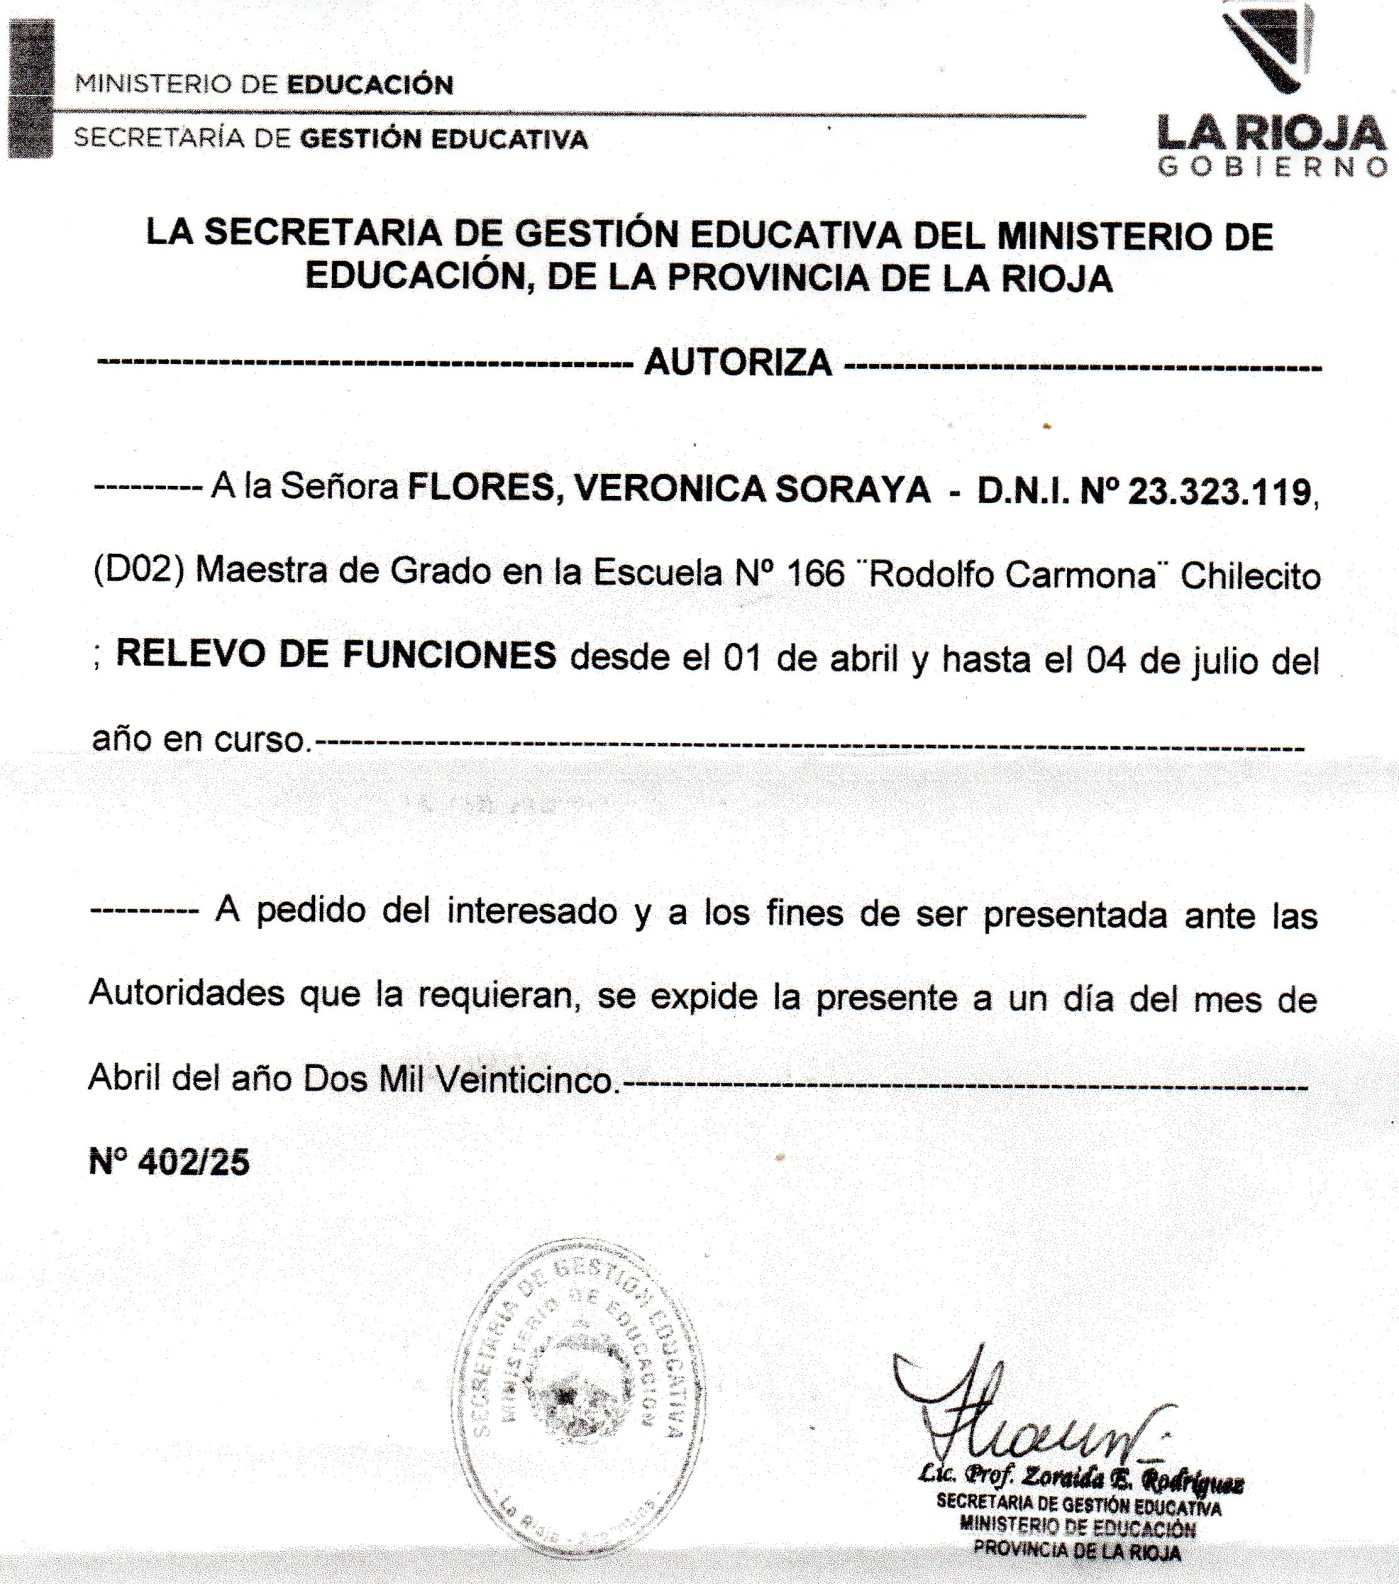 MINISTERIO DE EDUCACIÓN
SECRETARÍA DE GESTIÓN EDUCATIVA
LA RIOJA
GOBIERNO
LA SECRETARIA DE GESTIÓN EDUCATIVA DEL MINISTERIO DE
EDUCACIÓN, DE LA PROVINCIA DE LA RIOJA
-------------------------------------------- AUTORIZA ---------------------------------------
--------- A la Señora FLORES, VERONICA SORAYA - D.N.I. Nº 23.323.119,
(D02) Maestra de Grado en la Escuela Nº 166 ¨Rodolfo Carmona¨ Chilecito
; RELEVO DE FUNCIONES desde el 01 de abril y hasta el 04 de julio del
año en curso.---------------------------------------------------------------------------------
--------- A pedido del interesado y a los fines de ser presentada ante las
Autoridades que la requieran, se expide la presente a un día del mes de
Abril del año Dos Mil Veinticinco.--------------------------------------------------------
Nº 402/25
SECRETARIA DE GESTION EDUCATIVA
MINISTERIO DE EDUCACION
La Rioja -
Lic. Prof. Zoraida E. Rodríguez
SECRETARIA DE GESTIÓN EDUCATIVA
MINISTERIO DE EDUCACIÓN
PROVINCIA DE LA RIOJA